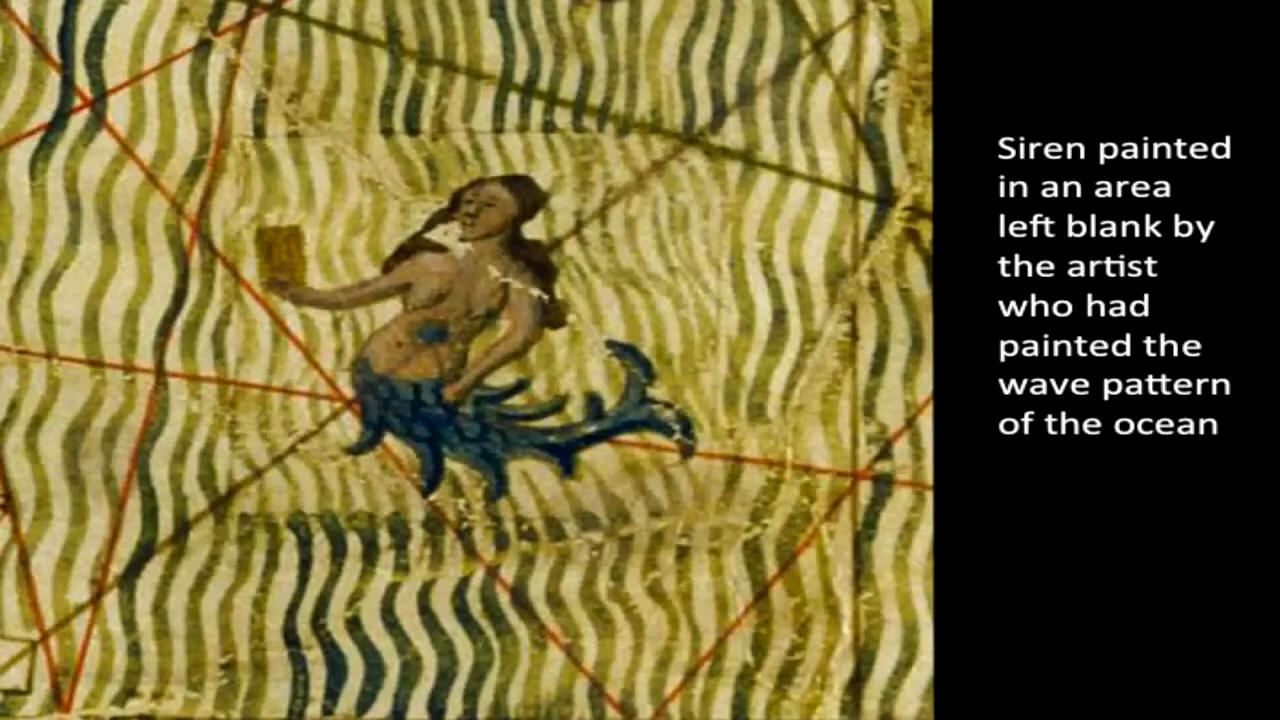 Siren painted
in an area
left blank by
the artist
who had
painted the
wave pattern
of the ocean